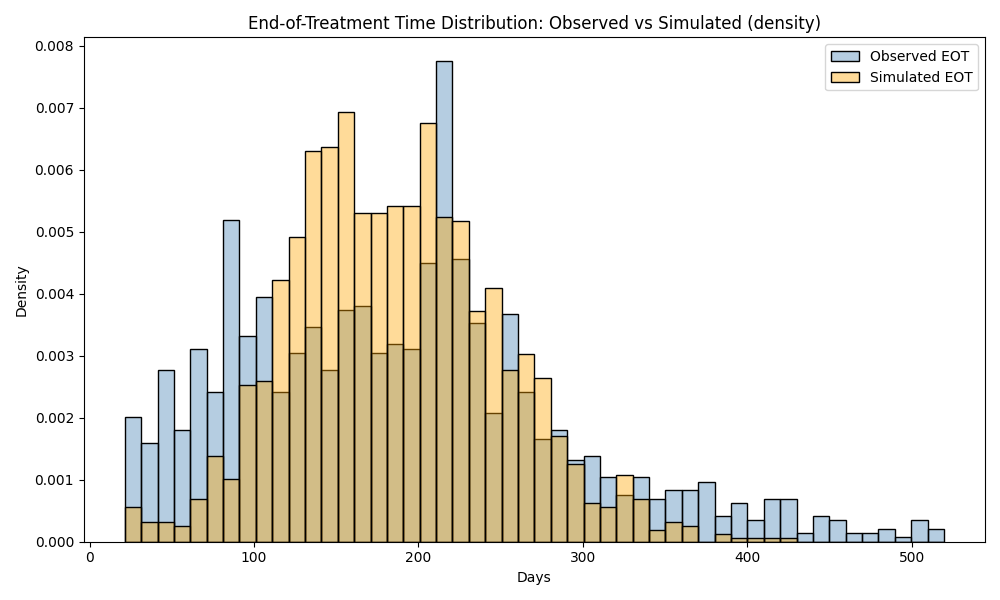 End-of-Treatment Time Distribution: Observed vs Simulated (density)
Observed EOT
Simulated EOT
Density
0.008
0.007
0.006
0.005
0.004
0.003
0.002
0.001
0.000
0 100 200 300 400 500
Days